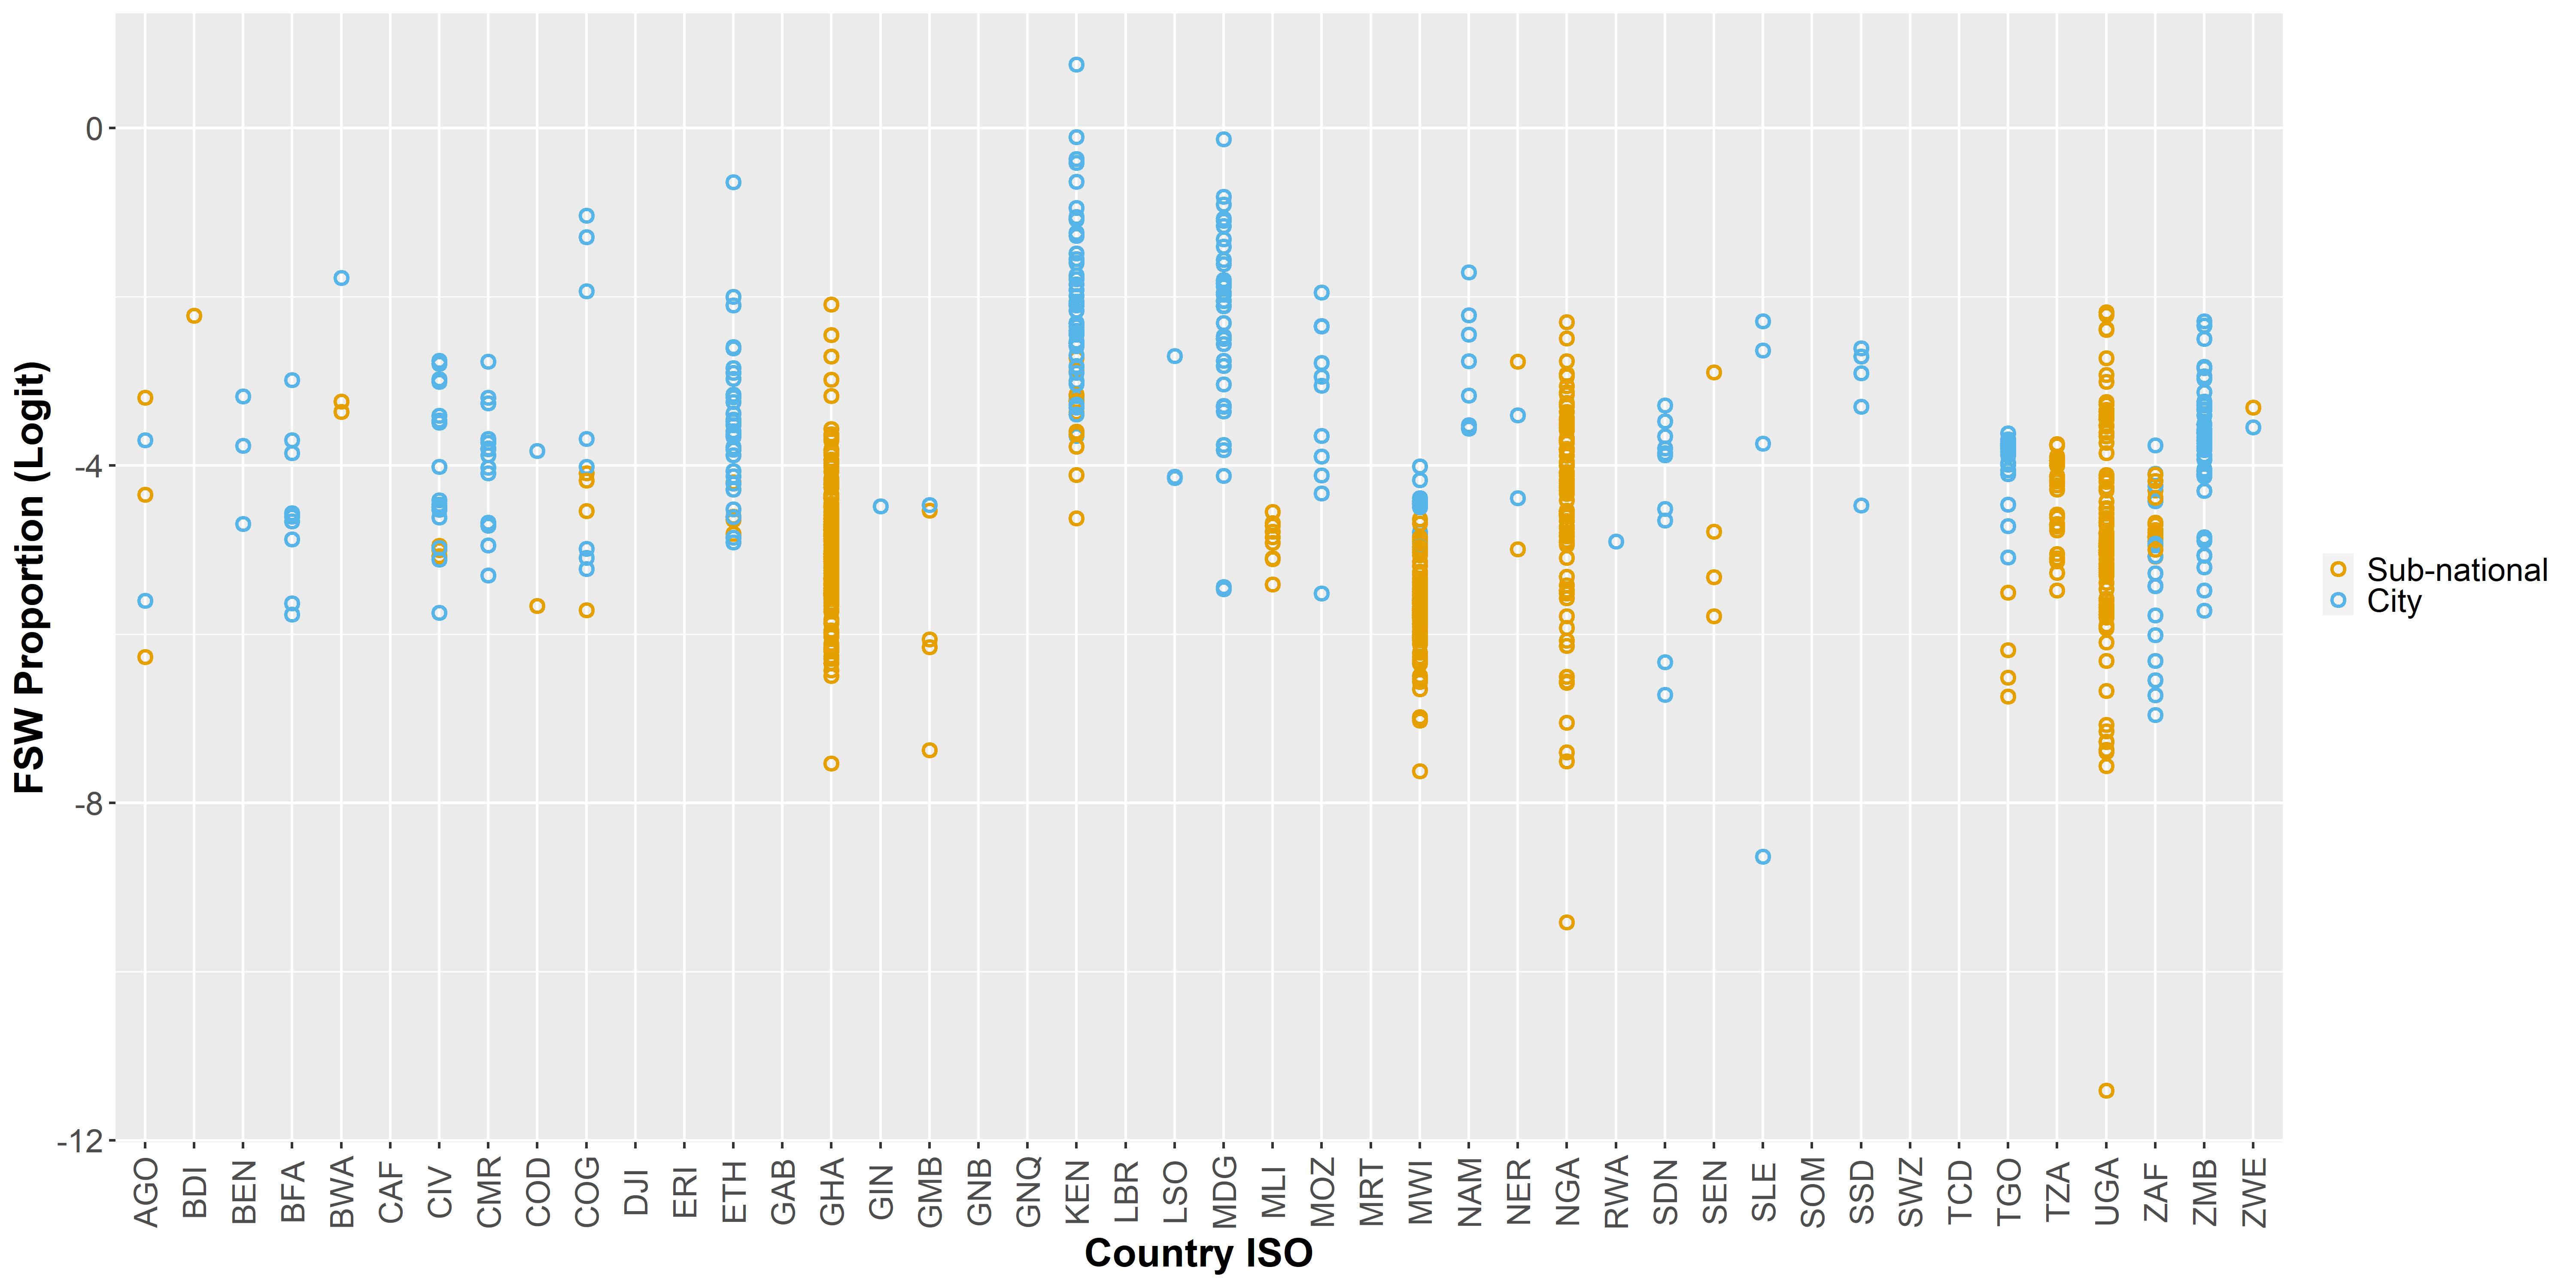 FSW Proportion (Logit)
0
-4
-8
-12
AGO
BDI
BEN
BFA
BWA
CAF
CIV
CMR
COD
COG
DJI
ERI
ETH
GAB
GHA
GIN
GMB
GNB
GNQ
KEN
LBR
LSO
MDG
MLI
MOZ
MRT
MWI
NAM
NER
NGA
RWA
SDN
SEN
SLE
SOM
SSD
SWZ
TCD
TGO
TZA
UGA
ZAF
ZMB
ZWE
Country ISO
Sub-national
City